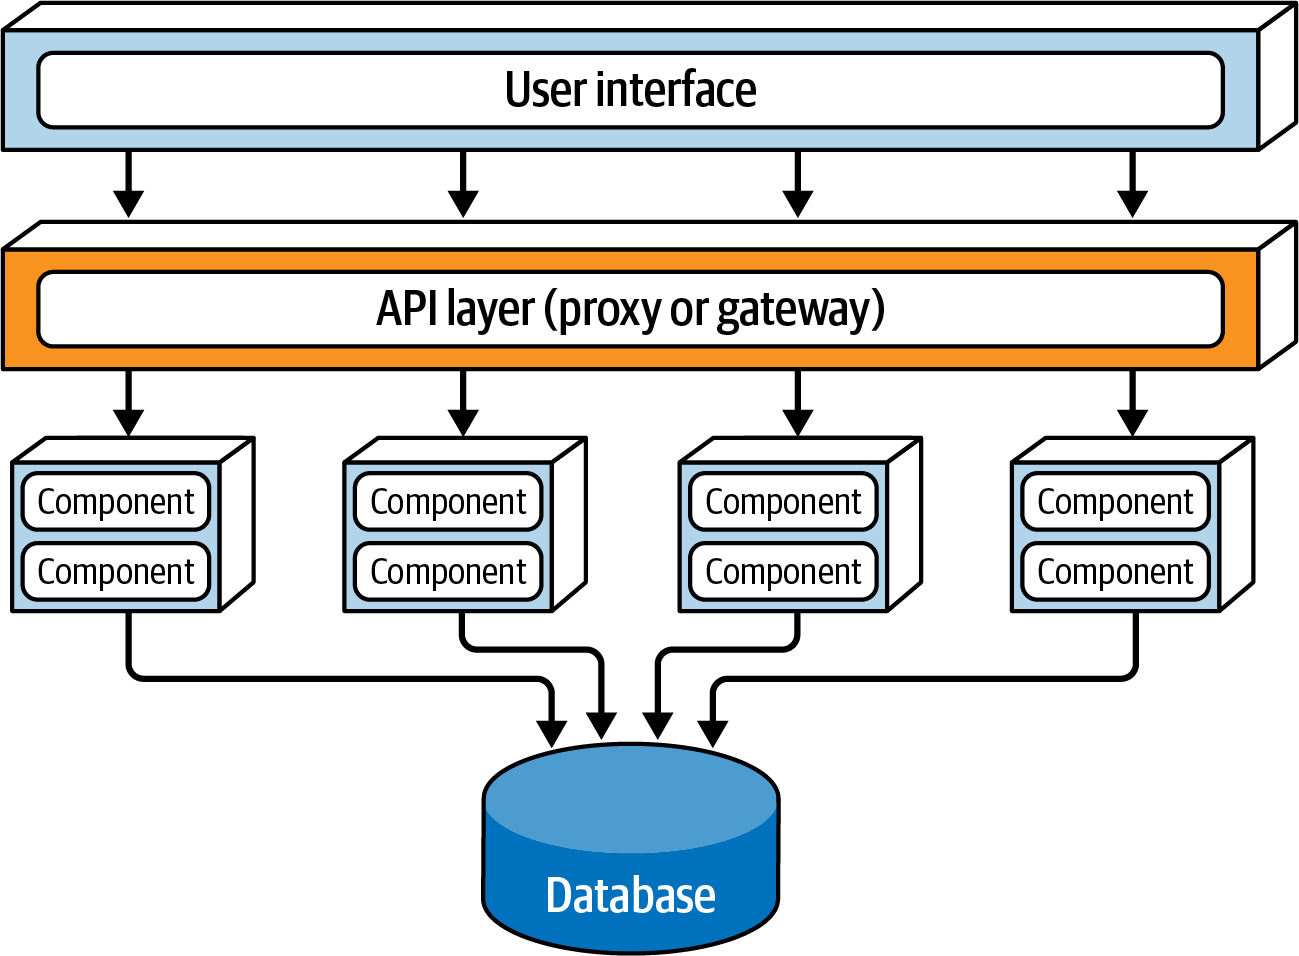 User interface
API layer (proxy or gateway)
Component Component Component Component
Component Component Component Component
Database